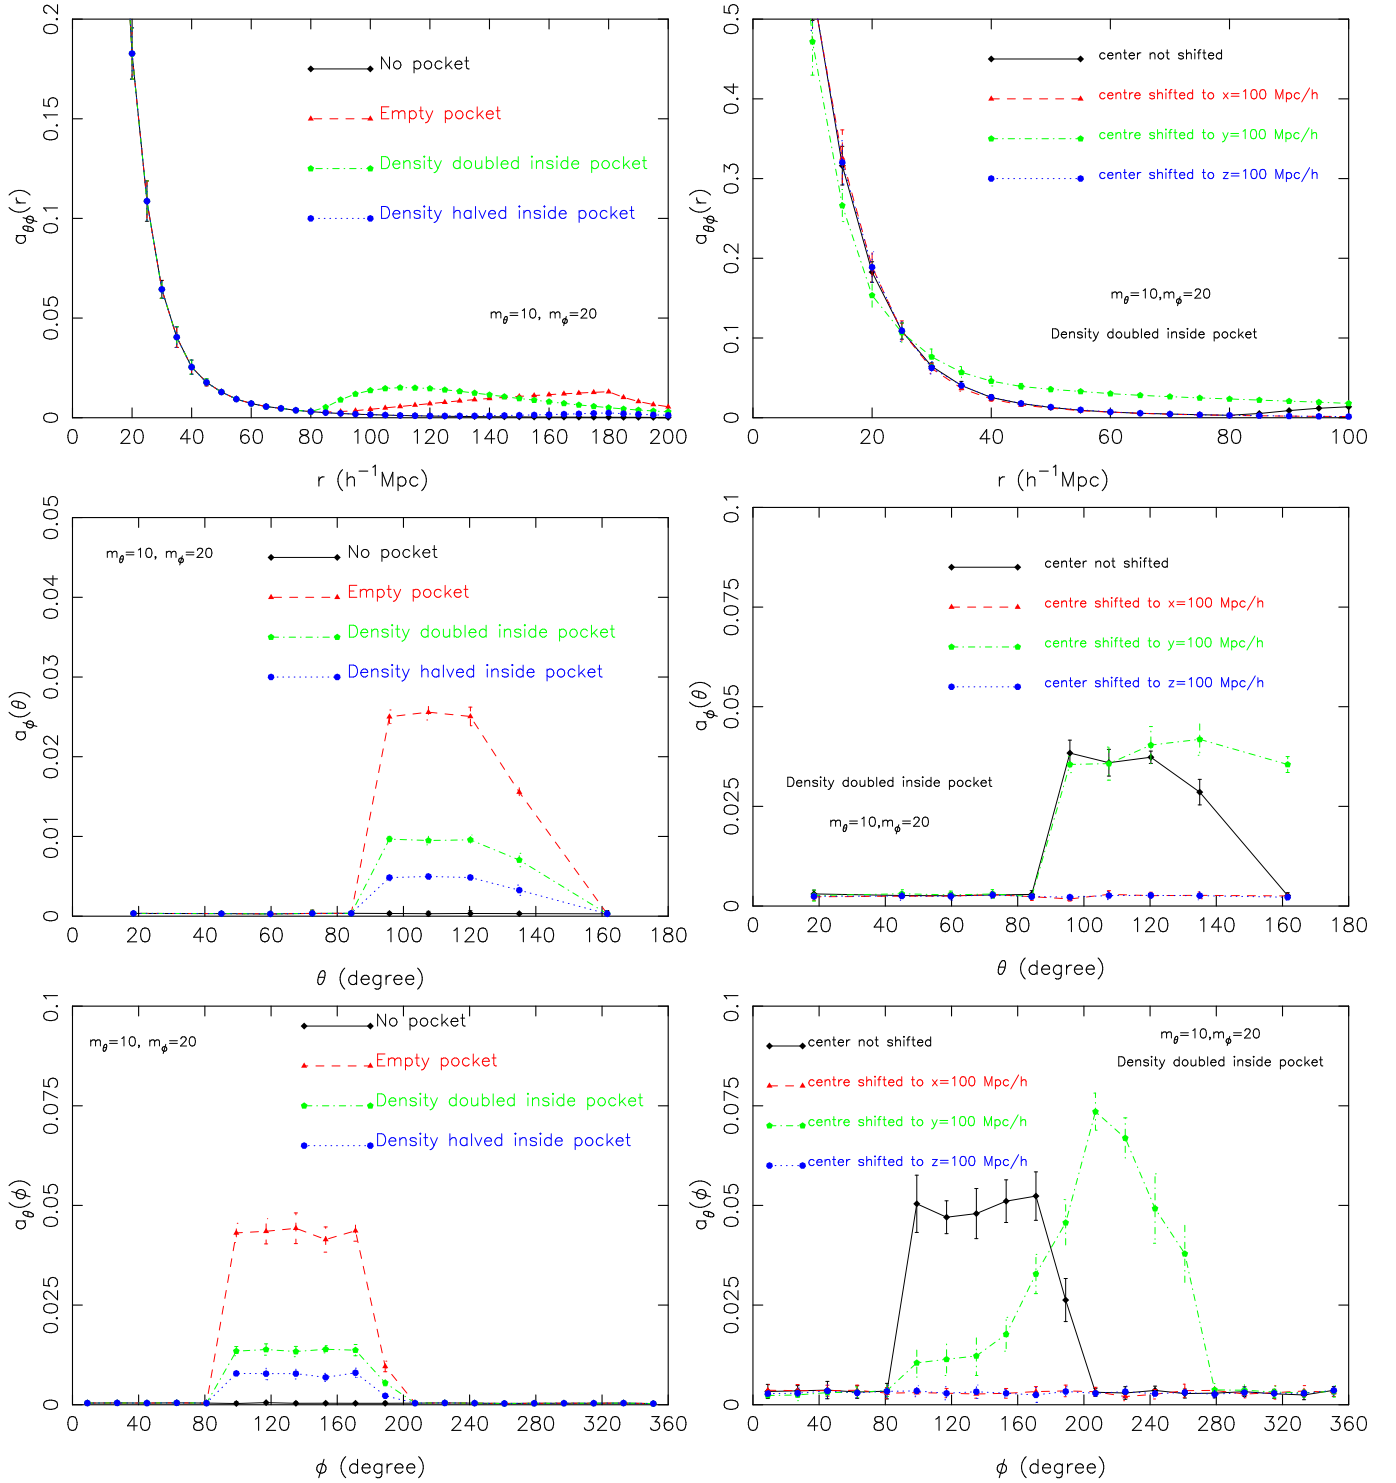 0.2
0.15
0.1
0.05
0
a_θϕ(r)
No pocket
Empty pocket
Density doubled inside pocket
Density halved inside pocket
m_θ=10, m_ϕ=20
0 20 40 60 80 100 120 140 160 180 200
r (h⁻¹Mpc)
0.5
0.4
0.3
0.2
0.1
0
a_θϕ(r)
center not shifted
centre shifted to x=100 Mpc/h
centre shifted to y=100 Mpc/h
center shifted to z=100 Mpc/h
m_θ=10,m_ϕ=20
Density doubled inside pocket
0 20 40 60 80 100
r (h⁻¹Mpc)
0.05
0.04
0.03
0.02
0.01
0
a_ϕ(θ)
m_θ=10, m_ϕ=20
No pocket
Empty pocket
Density doubled inside pocket
Density halved inside pocket
0 20 40 60 80 100 120 140 160 180
θ (degree)
0.1
0.075
0.05
0.025
0
a_ϕ(θ)
center not shifted
centre shifted to x=100 Mpc/h
centre shifted to y=100 Mpc/h
center shifted to z=100 Mpc/h
Density doubled inside pocket
m_θ=10,m_ϕ=20
0 20 40 60 80 100 120 140 160 180
θ (degree)
0.1
0.075
0.05
0.025
0
a_θ(ϕ)
m_θ=10, m_ϕ=20
No pocket
Empty pocket
Density doubled inside pocket
Density halved inside pocket
0 40 80 120 160 200 240 280 320 360
ϕ (degree)
0.1
0.075
0.05
0.025
0
a_θ(ϕ)
m_θ=10,m_ϕ=20
Density doubled inside pocket
center not shifted
centre shifted to x=100 Mpc/h
centre shifted to y=100 Mpc/h
center shifted to z=100 Mpc/h
0 40 80 120 160 200 240 280 320 360
ϕ (degree)